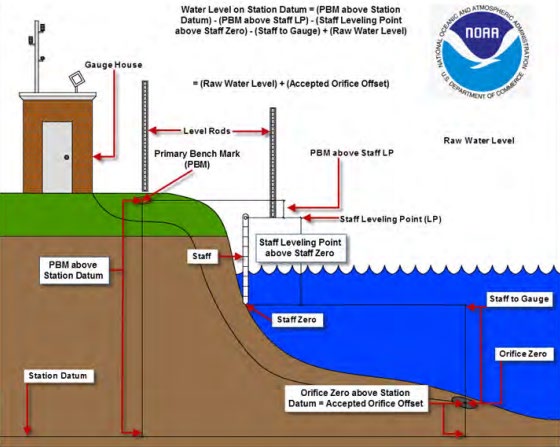 Water Level on Station Datum = (PBM above Station
Datum) - (PBM above Staff LP) - (Staff Leveling Point
above Staff Zero) - (Staff to Gauge) + (Raw Water Level)
NATIONAL OCEANIC AND ATMOSPHERIC ADMINISTRATION
NOAA
U.S. DEPARTMENT OF COMMERCE
Gauge House
= (Raw Water Level) + (Accepted Orifice Offset)
Level Rods
Raw Water Level
Primary Bench Mark
(PBM)
PBM above Staff LP
Staff Leveling Point (LP)
Staff Leveling Point
above Staff Zero
Staff
PBM above
Station Datum
Staff to Gauge
Staff Zero
Orifice Zero
Station Datum
Orifice Zero above Station
Datum = Accepted Orifice Offset